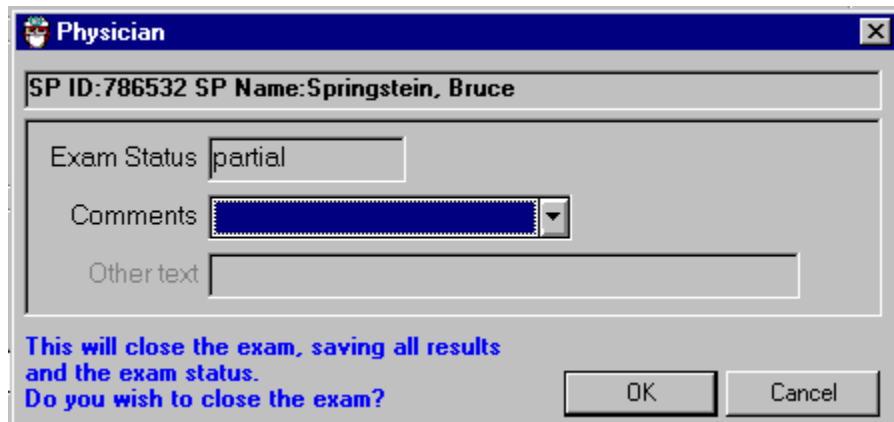 Physician
SP ID:786532 SP Name:Springstein, Bruce
Exam Status partial
Comments
Other text
This will close the exam, saving all results
and the exam status.
Do you wish to close the exam?
OK Cancel